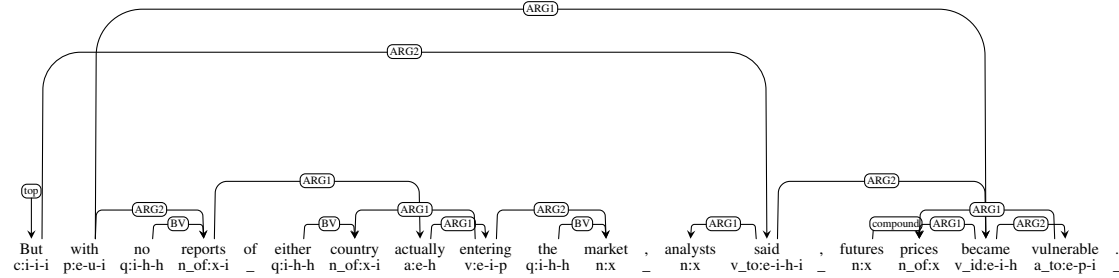 ARG1
ARG2
top ARG1 ARG2
ARG2 ARG1 ARG2 ARG1
BV BV ARG1 BV ARG1 compound ARG1 ARG2
But with no reports of either country actually entering the market , analysts said , futures prices became vulnerable .
c:i-i-i p:e-u-i q:i-h-h n_of:x-i _ q:i-h-h n_of:x-i a:e-h v:e-i-p q:i-h-h n:x _ n:x v_to:e-i-h-i _ n:x n_of:x v_id:e-i-h a_to:e-p-i _